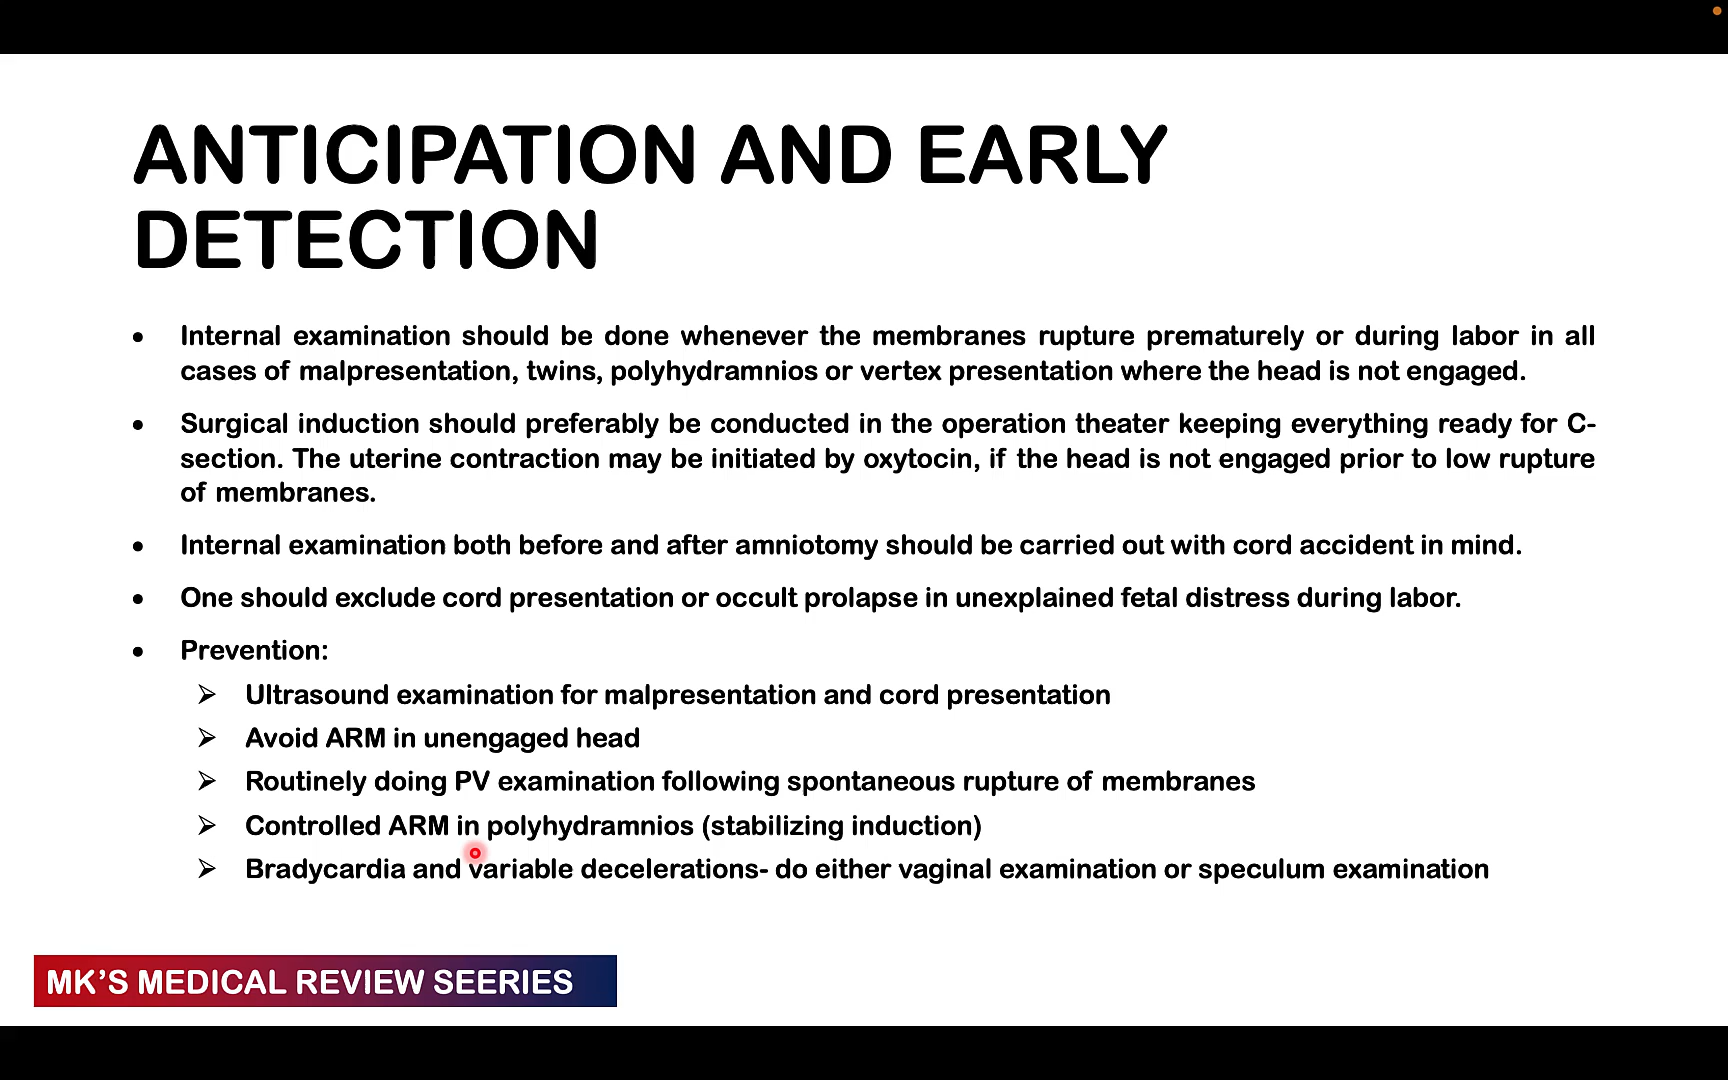 ANTICIPATION AND EARLY
DETECTION
• Internal examination should be done whenever the membranes rupture prematurely or during labor in all
cases of malpresentation, twins, polyhydramnios or vertex presentation where the head is not engaged.
• Surgical induction should preferably be conducted in the operation theater keeping everything ready for C-
section. The uterine contraction may be initiated by oxytocin, if the head is not engaged prior to low rupture
of membranes.
• Internal examination both before and after amniotomy should be carried out with cord accident in mind.
• One should exclude cord presentation or occult prolapse in unexplained fetal distress during labor.
• Prevention:
➢ Ultrasound examination for malpresentation and cord presentation
➢ Avoid ARM in unengaged head
➢ Routinely doing PV examination following spontaneous rupture of membranes
➢ Controlled ARM in polyhydramnios (stabilizing induction)
➢ Bradycardia and variable decelerations- do either vaginal examination or speculum examination
MK’S MEDICAL REVIEW SEERIES